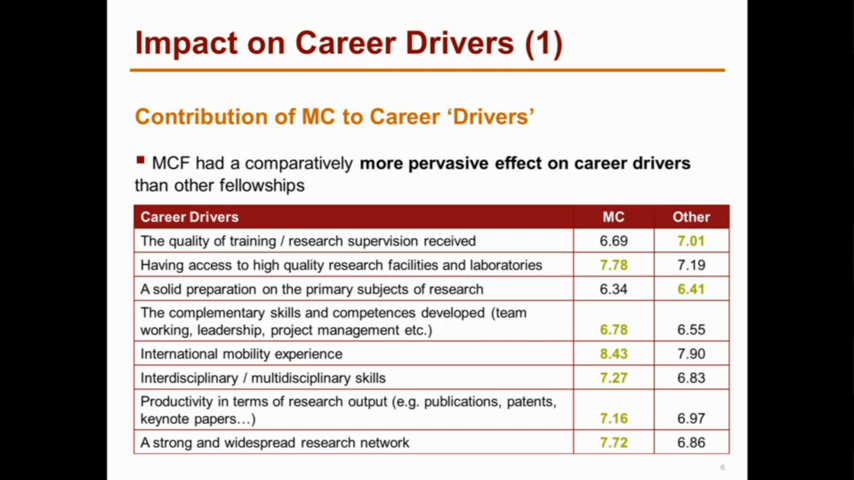 Impact on Career Drivers (1)
Contribution of MC to Career ‘Drivers’
▪ MCF had a comparatively more pervasive effect on career drivers
than other fellowships
Career Drivers MC Other
The quality of training / research supervision received 6.69 7.01
Having access to high quality research facilities and laboratories 7.78 7.19
A solid preparation on the primary subjects of research 6.34 6.41
The complementary skills and competences developed (team
working, leadership, project management etc.) 6.78 6.55
International mobility experience 8.43 7.90
Interdisciplinary / multidisciplinary skills 7.27 6.83
Productivity in terms of research output (e.g. publications, patents,
keynote papers…) 7.16 6.97
A strong and widespread research network 7.72 6.86
6